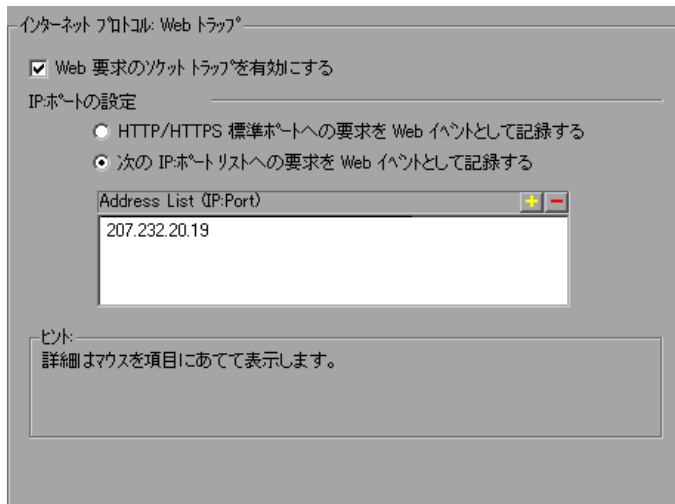 インターネット プロトコル: Web トラップ
Web 要求のソケット トラップを有効にする
IP:ポートの設定
HTTP/HTTPS 標準ポートへの要求を Web イベントとして記録する
次の IP:ポート リストへの要求を Web イベントとして記録する
Address List (IP:Port)
207.232.20.19
ヒント:
詳細はマウスを項目にあてて表示します。